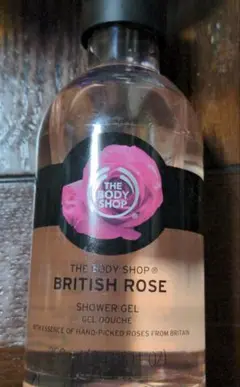 THE
BODY
SHOP
THE BODY SHOP®
BRITISH ROSE
SHOWER GEL
GEL DOUCHE
WITH ESSENCE OF HAND-PICKED ROSES FROM BRITAIN